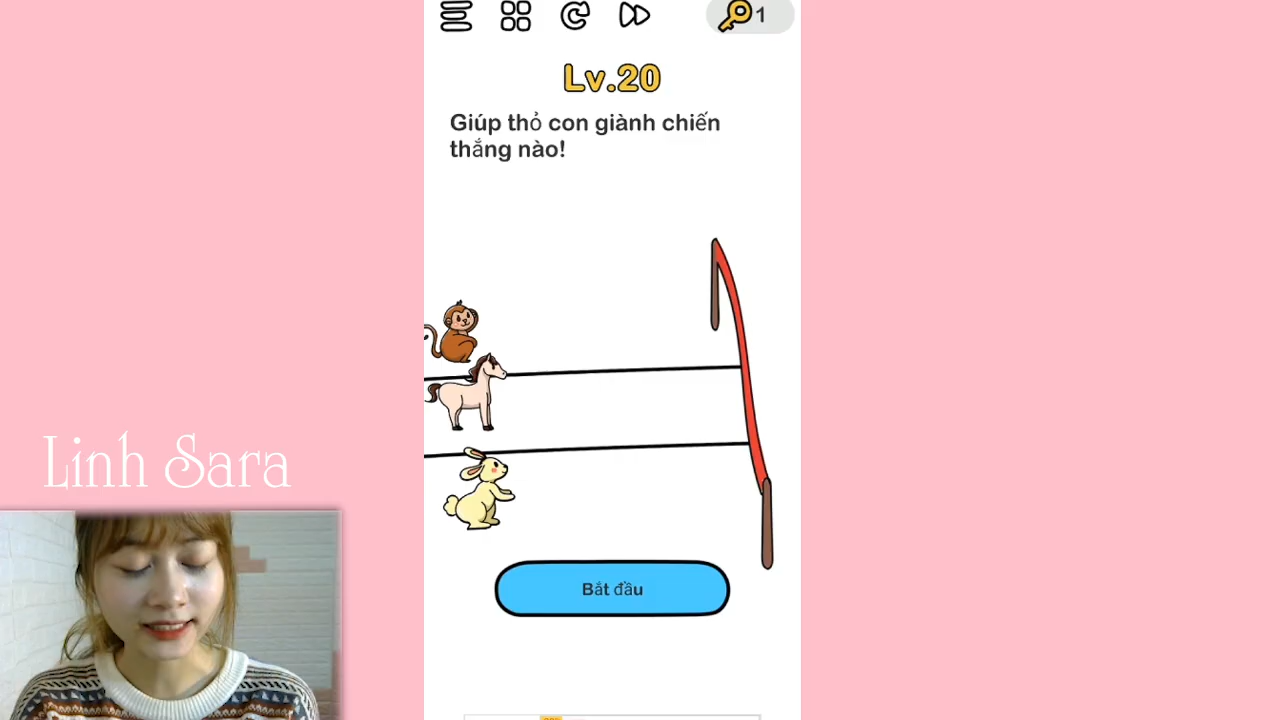 1
Lv.20
Giúp thỏ con giành chiến
thắng nào!
Linh Sara
Bắt đầu